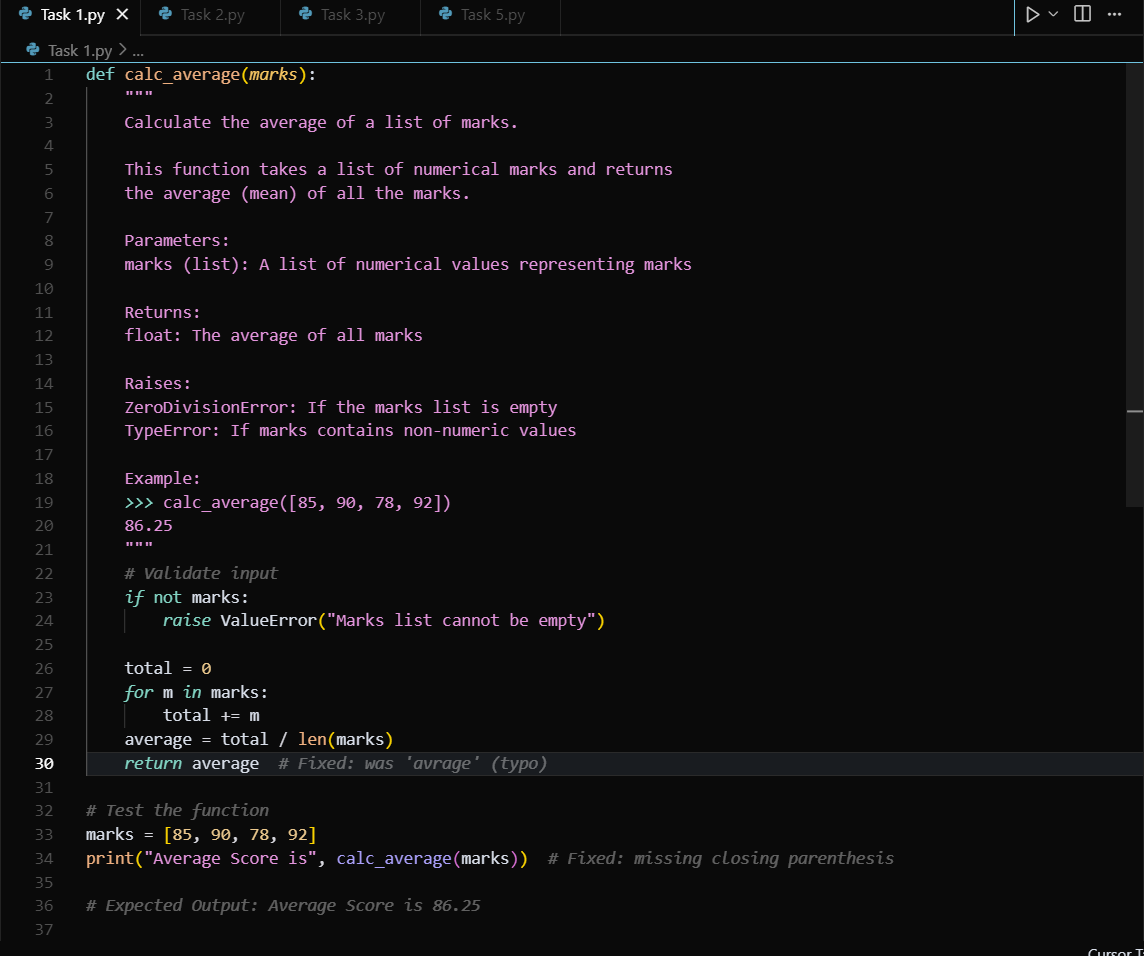 Task 1.py
Task 2.py
Task 3.py
Task 5.py
Task 1.py > ...
1 def calc_average(marks):
2     """
3     Calculate the average of a list of marks.
4
5     This function takes a list of numerical marks and returns
6     the average (mean) of all the marks.
7
8     Parameters:
9     marks (list): A list of numerical values representing marks
10
11     Returns:
12     float: The average of all marks
13
14     Raises:
15     ZeroDivisionError: If the marks list is empty
16     TypeError: If marks contains non-numeric values
17
18     Example:
19     >>> calc_average([85, 90, 78, 92])
20     86.25
21     """
22     # Validate input
23     if not marks:
24         raise ValueError("Marks list cannot be empty")
25
26     total = 0
27     for m in marks:
28         total += m
29     average = total / len(marks)
30     return average  # Fixed: was 'avrage' (typo)
31
32 # Test the function
33 marks = [85, 90, 78, 92]
34 print("Average Score is", calc_average(marks))  # Fixed: missing closing parenthesis
35
36 # Expected Output: Average Score is 86.25
37
Cursor T